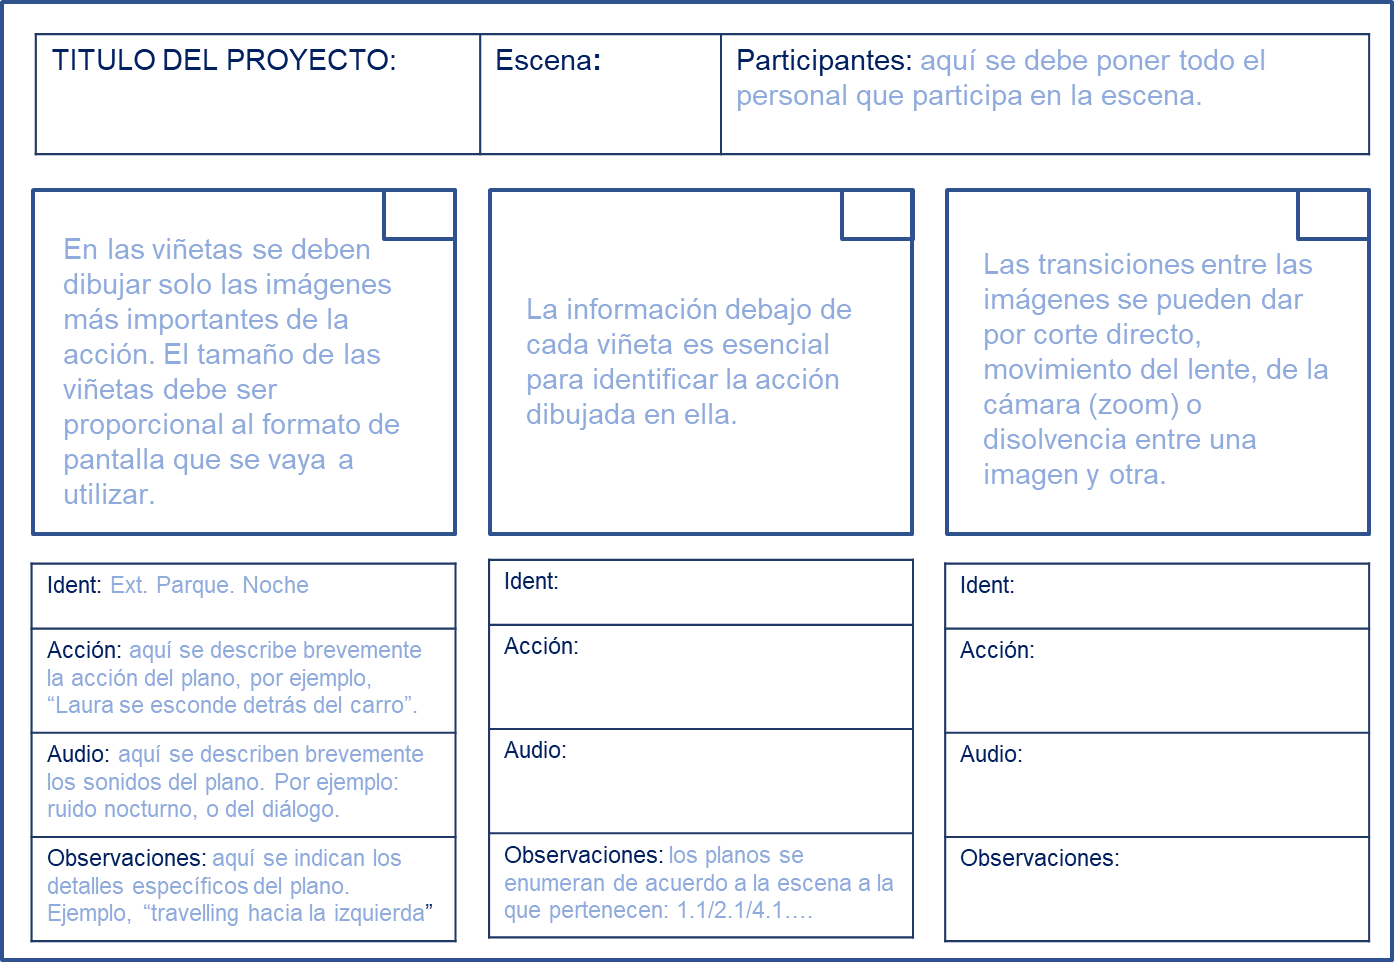 TITULO DEL PROYECTO:
Escena:
Participantes: aquí se debe poner todo el
personal que participa en la escena.
En las viñetas se deben
dibujar solo las imágenes
más importantes de la
acción. El tamaño de las
viñetas debe ser
proporcional al formato de
pantalla que se vaya a
utilizar.
La información debajo de
cada viñeta es esencial
para identificar la acción
dibujada en ella.
Las transiciones entre las
imágenes se pueden dar
por corte directo,
movimiento del lente, de la
cámara (zoom) o
disolvencia entre una
imagen y otra.
Ident: Ext. Parque. Noche
Acción: aquí se describe brevemente
la acción del plano, por ejemplo,
“Laura se esconde detrás del carro”.
Audio: aquí se describen brevemente
los sonidos del plano. Por ejemplo:
ruido nocturno, o del diálogo.
Observaciones: aquí se indican los
detalles específicos del plano.
Ejemplo, “travelling hacia la izquierda”
Ident:
Acción:
Audio:
Observaciones: los planos se
enumeran de acuerdo a la escena a la
que pertenecen: 1.1/2.1/4.1….
Ident:
Acción:
Audio:
Observaciones: